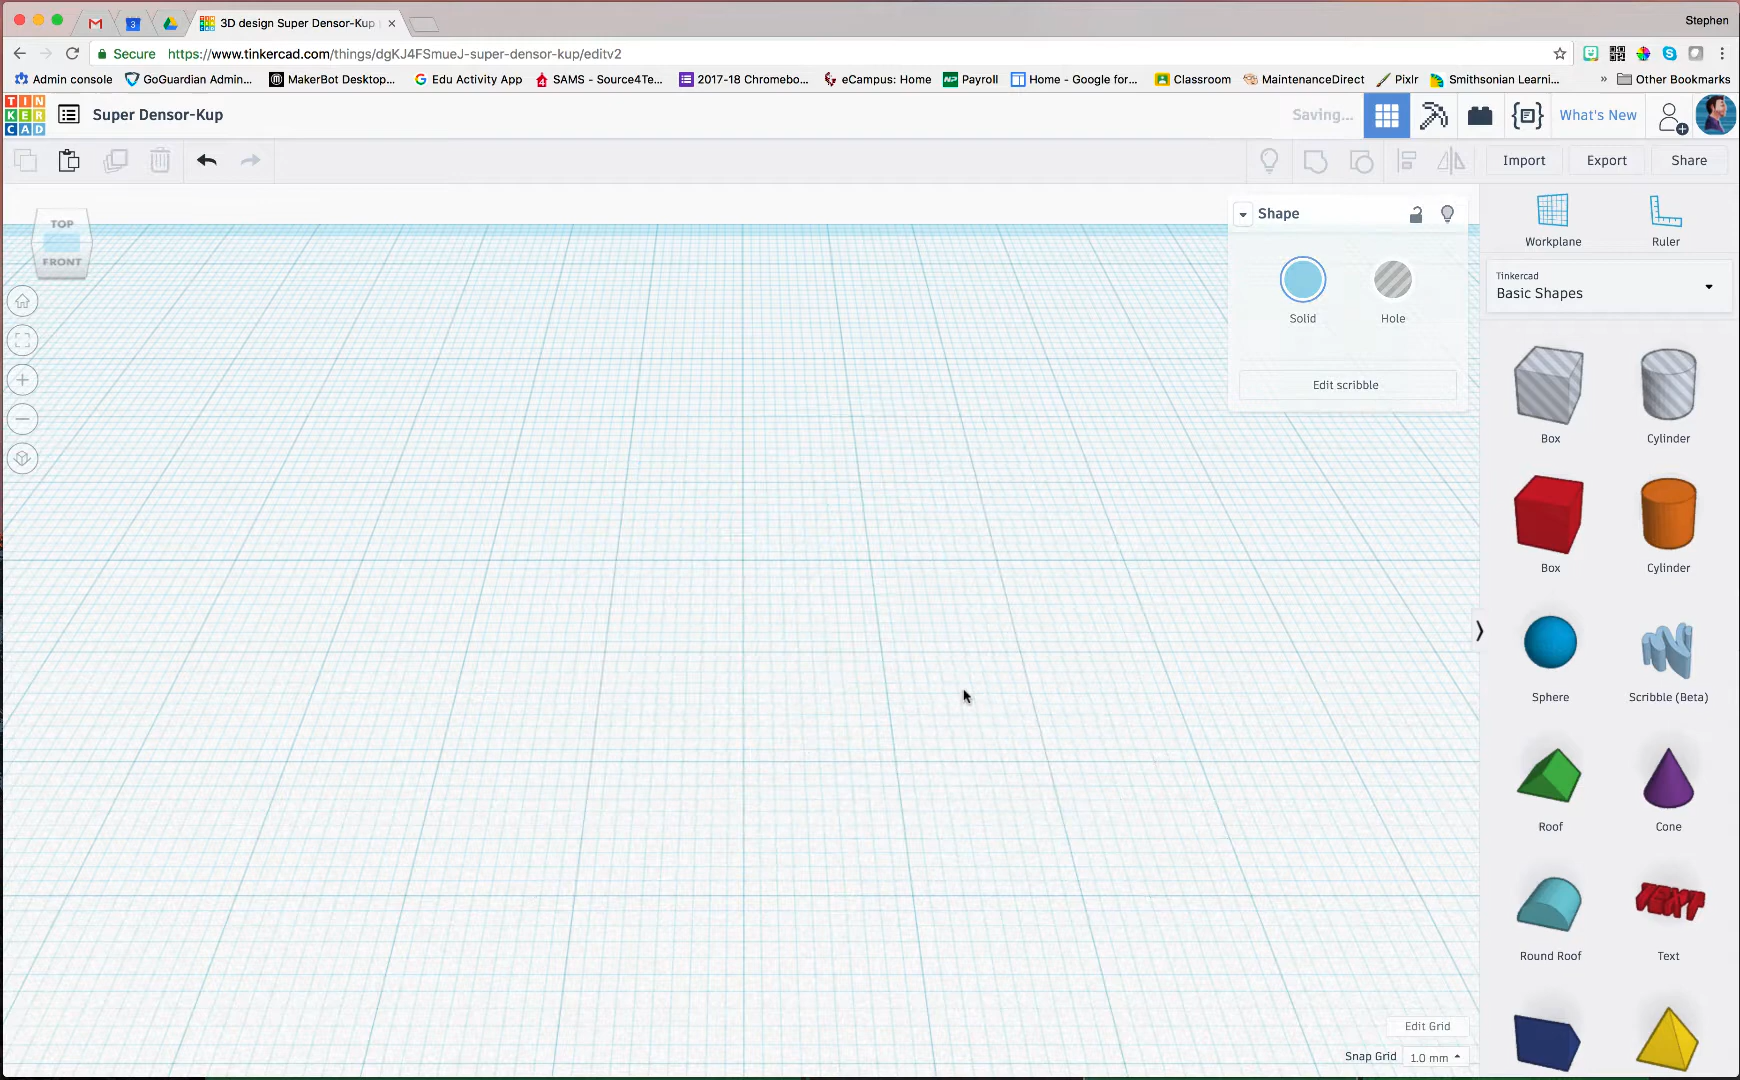 3D design Super Densor-Kup
Stephen
Secure https://www.tinkercad.com/things/dgKJ4FSmueJ-super-densor-kup/editv2
Admin console GoGuardian Admin... MakerBot Desktop... Edu Activity App SAMS - Source4Te... 2017-18 Chromebo... eCampus: Home Payroll Home - Google for... Classroom MaintenanceDirect Pixlr Smithsonian Learni... » Other Bookmarks
TIN
KER
CAD
Super Densor-Kup
Saving...
What's New
Import
Export
Share
TOP
FRONT
Shape
Solid
Hole
Edit scribble
Workplane
Ruler
Tinkercad
Basic Shapes
Box
Cylinder
Box
Cylinder
Sphere
Scribble (Beta)
Roof
Cone
Round Roof
TEXT
Text
Edit Grid
Snap Grid 1.0 mm